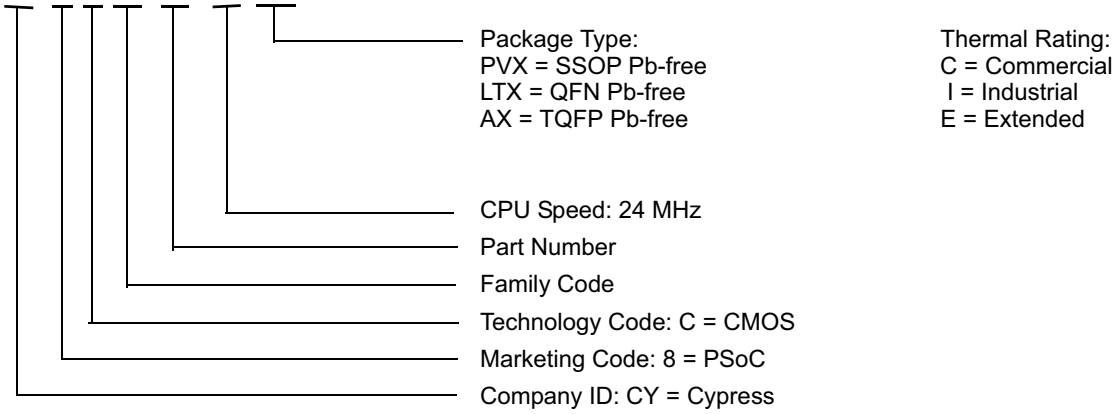 Package Type:
PVX = SSOP Pb-free
LTX = QFN Pb-free
AX = TQFP Pb-free
Thermal Rating:
C = Commercial
I = Industrial
E = Extended
CPU Speed: 24 MHz
Part Number
Family Code
Technology Code: C = CMOS
Marketing Code: 8 = PSoC
Company ID: CY = Cypress